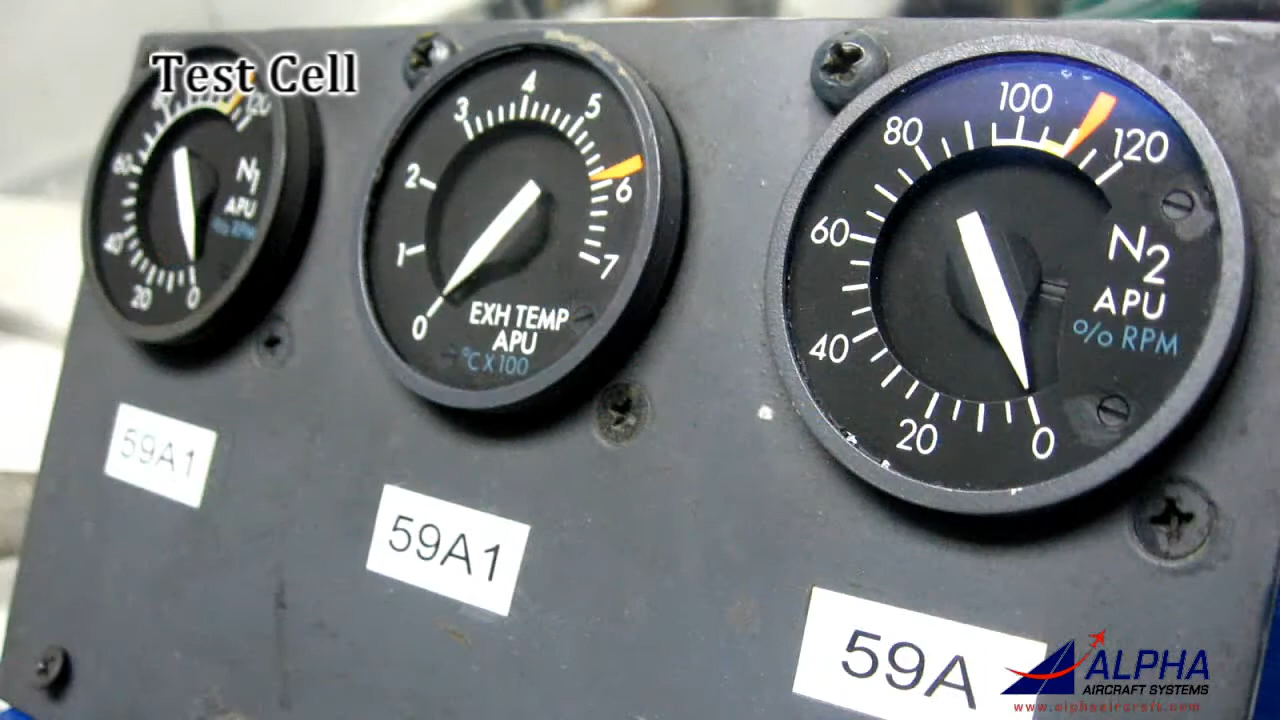 Test Cell
120
60
40
20
0
N1
APU
% RPM
59A1
0
1
2
3
4
5
6
7
EXH TEMP
APU
°C X 100
59A1
0
20
40
60
80
100
120
N2
APU
% RPM
59A
ALPHA
AIRCRAFT SYSTEMS
www.alphaaircraft.com